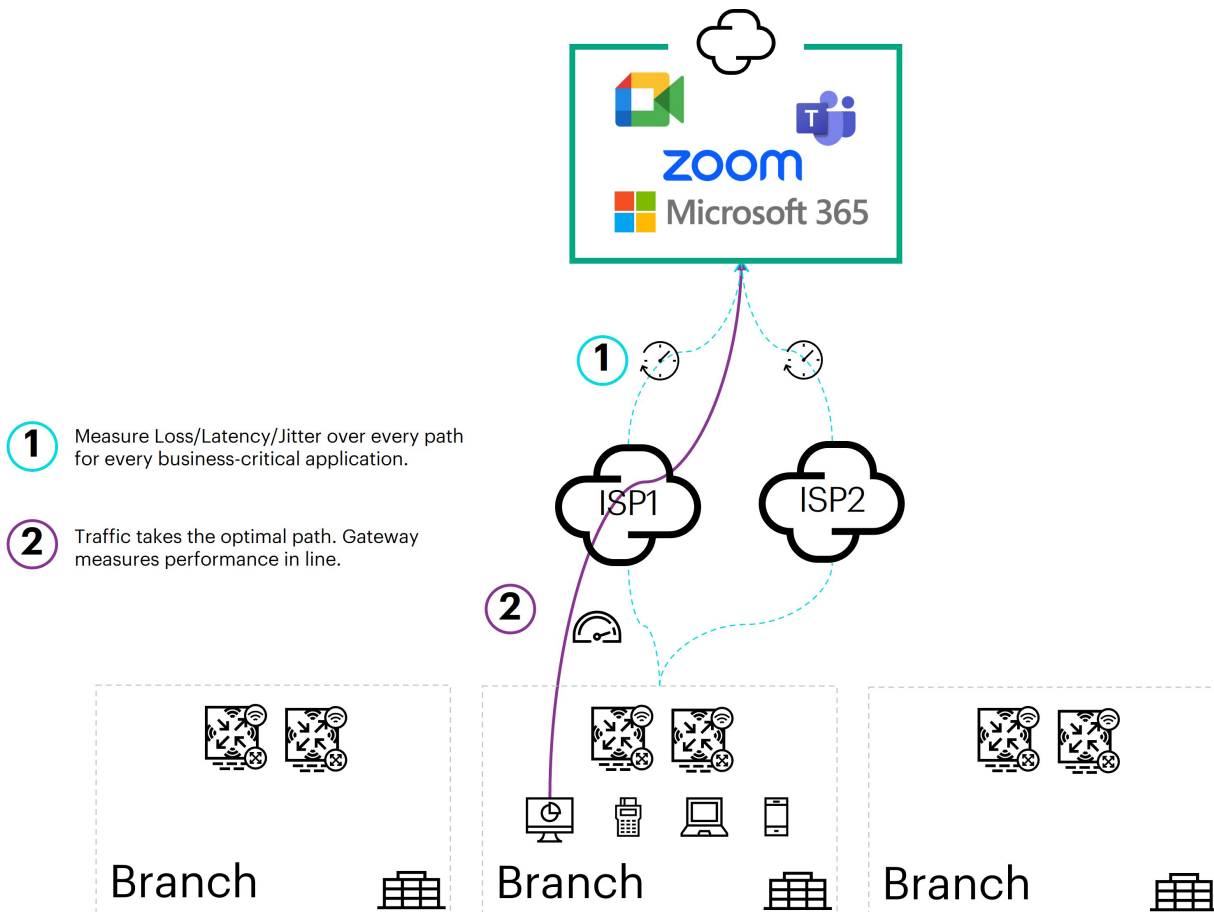 T
zoom
Microsoft 365
1
1 Measure Loss/Latency/Jitter over every path
for every business-critical application.
ISP1
ISP2
2 Traffic takes the optimal path. Gateway
measures performance in line.
2
Branch
Branch
Branch